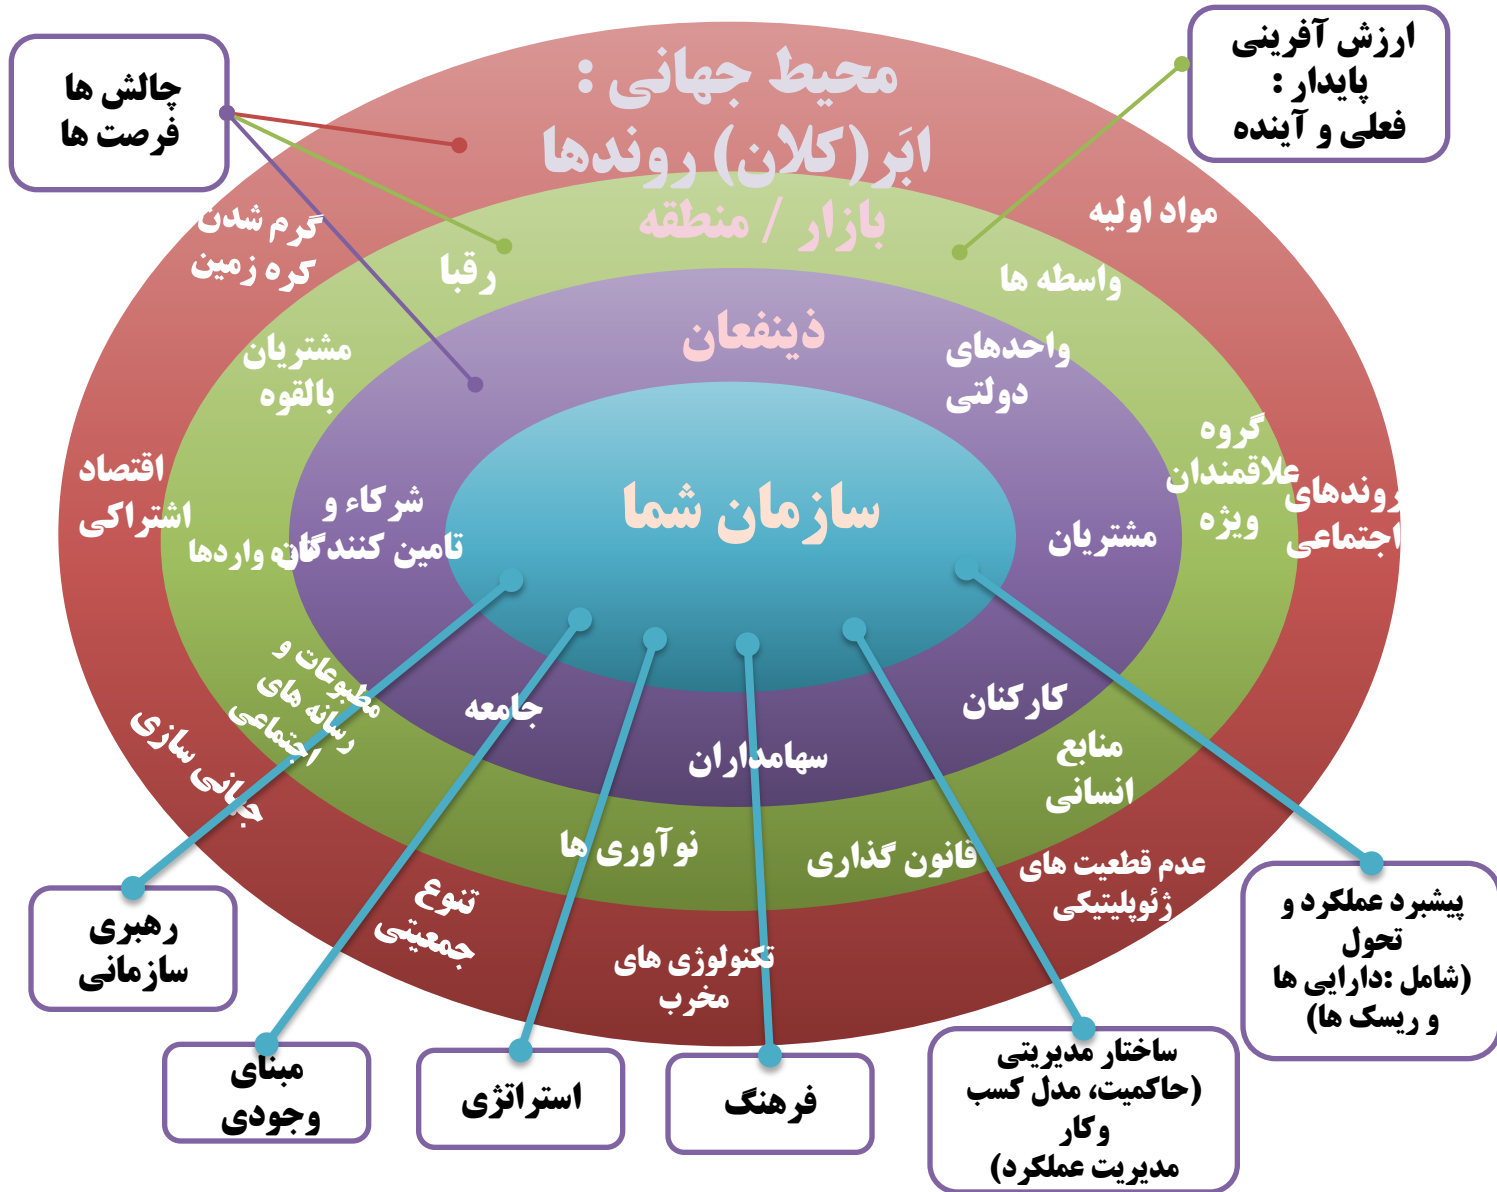 ارزش آفرینی
پایدار :
فعلی و آینده
چالش ها
فرصت ها
محیط جهانی :
ابَر(کلان) روندها
بازار / منطقه
مواد اولیه
گرم شدن
کره زمین
رقبا
واسطه ها
ذینفعان
واحدهای
دولتی
مشتریان
بالقوه
گروه
علاقمندان
ویژه
روندهای
اجتماعی
اقتصاد
اشتراکی
شرکاء و
تامین کنندگان
تازه واردها
سازمان شما
مشتریان
مطبوعات و
رسانه های
اجتماعی
جامعه
کارکنان
سهامداران
منابع
انسانی
جهانی سازی
نوآوری ها
قانون گذاری
عدم قطعیت های
ژئوپلیتیکی
تنوع
جمعیتی
تکنولوژی های
مخرب
پیشبرد عملکرد و
تحول
(شامل :دارایی ها
و ریسک ها)
رهبری
سازمانی
مبنای
وجودی
استراتژی
فرهنگ
ساختار مدیریتی
(حاکمیت، مدل کسب
وکار
مدیریت عملکرد)